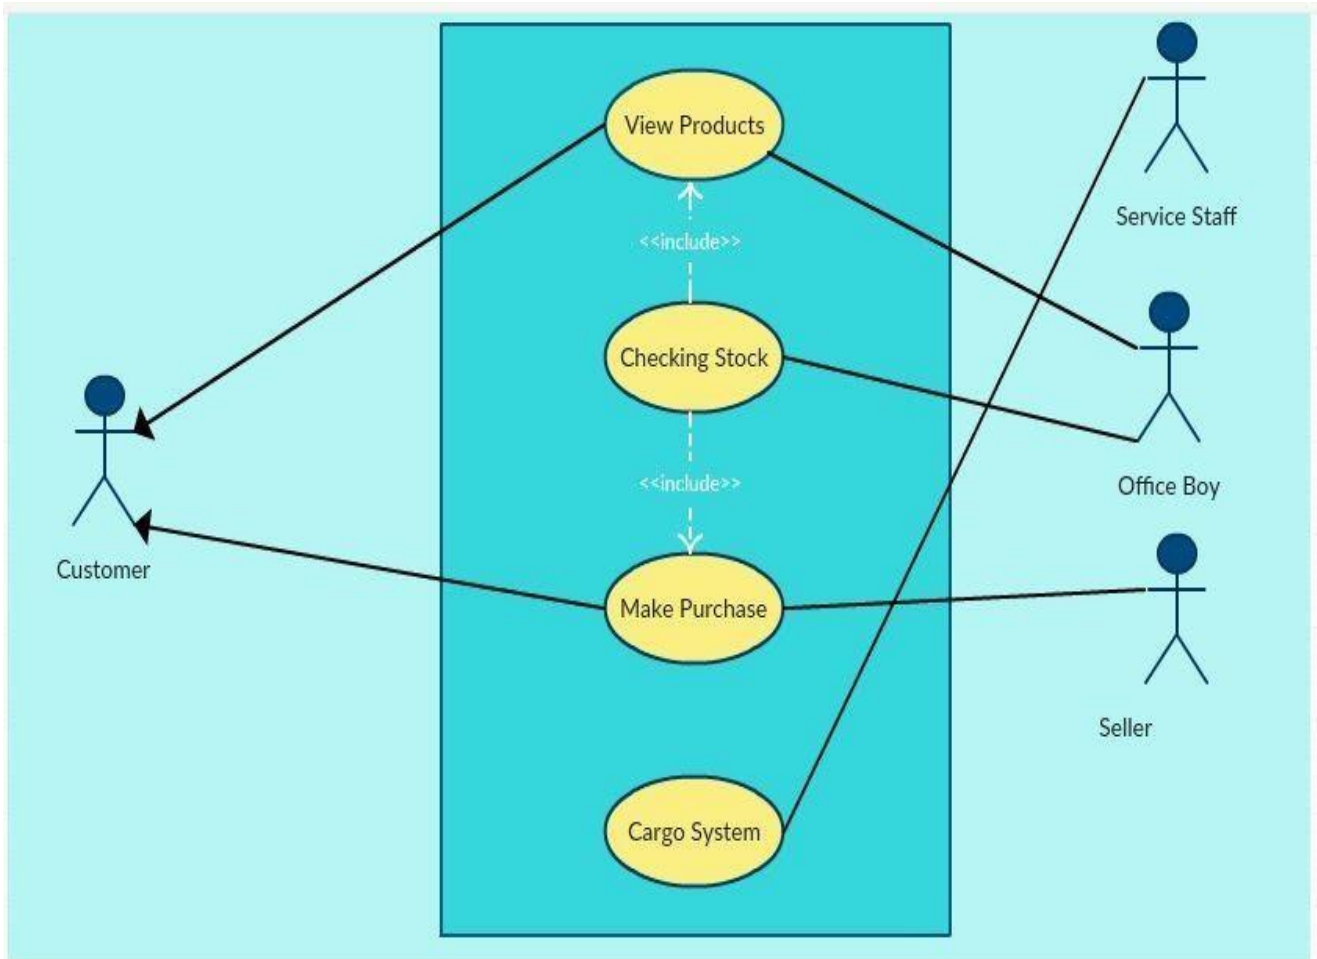 View Products
Service Staff
<<include>>
Checking Stock
Office Boy
<<include>>
Customer
Make Purchase
Seller
Cargo System